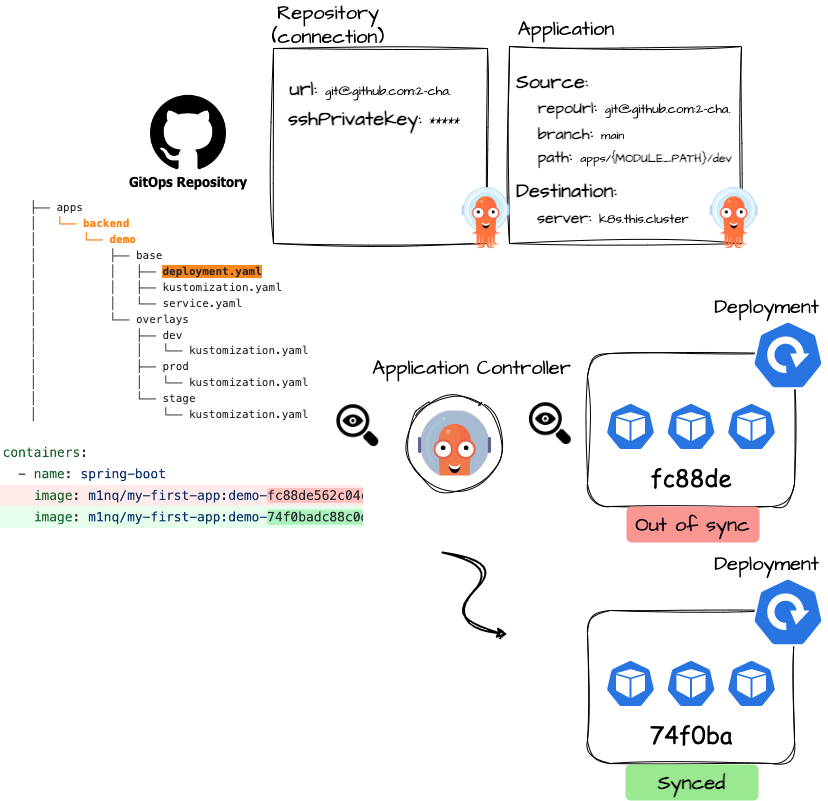 Repository
(connection)
url: git@github.com:2-cha.
sshPrivateKey: *****
Application
Source:
repoUrl: git@github.com:2-cha.
branch: main
path: apps/{MODULE_PATH}/dev
Destination:
server: k8s.this.cluster
GitOps Repository
apps
backend
demo
base
deployment.yaml
kustomization.yaml
service.yaml
overlays
dev
kustomization.yaml
prod
kustomization.yaml
stage
kustomization.yaml
containers:
- name: spring-boot
image: m1nq/my-first-app:demo-fc88de562c04
image: m1nq/my-first-app:demo-74f0badc88c0
Application Controller
Deployment
fc88de
Out of sync
Deployment
74f0ba
Synced